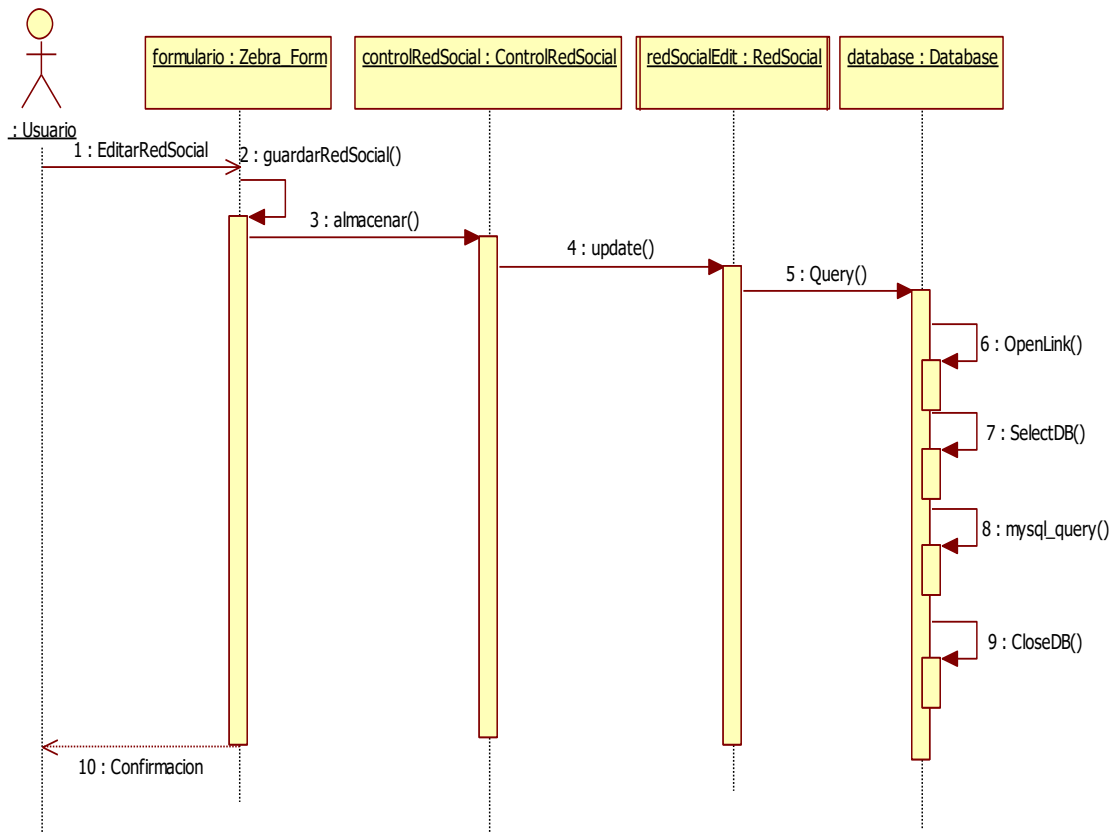 formulario : Zebra_Form
controlRedSocial : ControlRedSocial
redSocialEdit : RedSocial
database : Database
: Usuario
1 : EditarRedSocial
2 : guardarRedSocial()
3 : almacenar()
4 : update()
5 : Query()
6 : OpenLink()
7 : SelectDB()
8 : mysql_query()
9 : CloseDB()
10 : Confirmacion